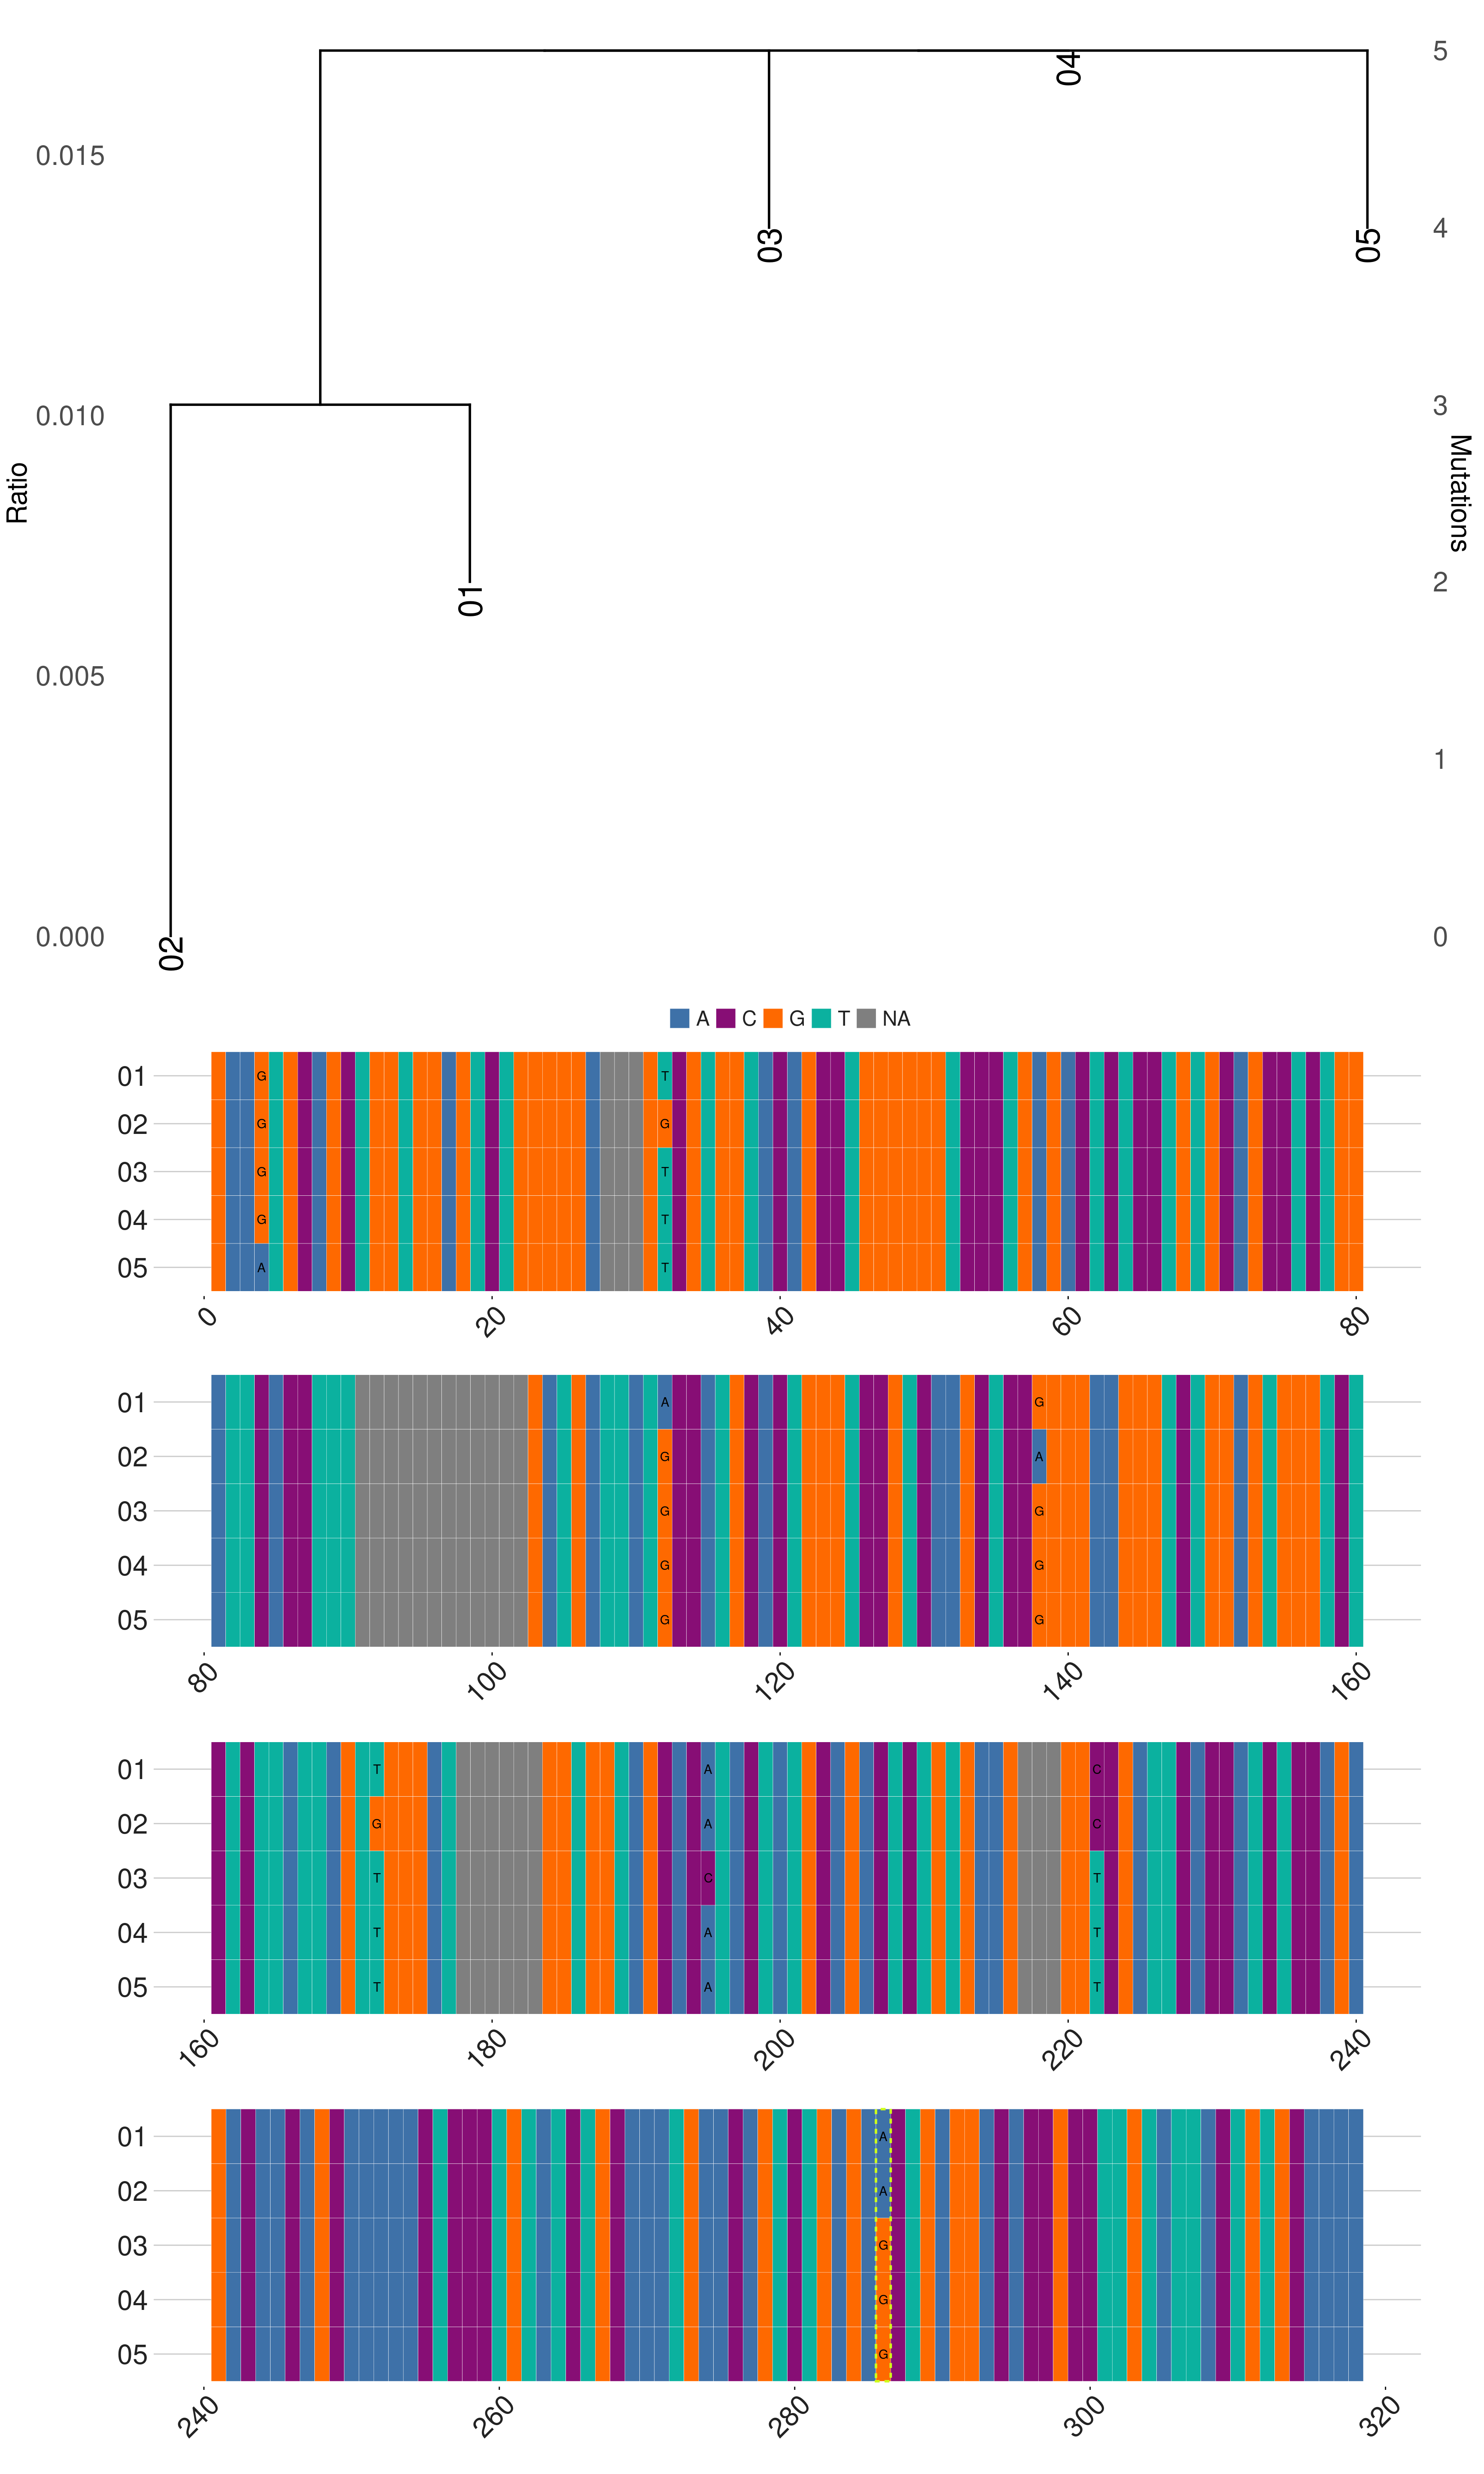 5
04
0.015
03
4
05
0.010
3
Ratio
Mutations
2
01
0.005
1
0.000
02
0
A C G T NA
01 G T
02 G G
03 G T
04 G T
05 A T
0 20 40 60 80
01 A G
02 G A
03 G G
04 G G
05 G G
80 100 120 140 160
01 T A C
02 G A C
03 T C T
04 T A T
05 T A T
160 180 200 220 240
01 A
02 A
03 G
04 G
05 G
240 260 280 300 320